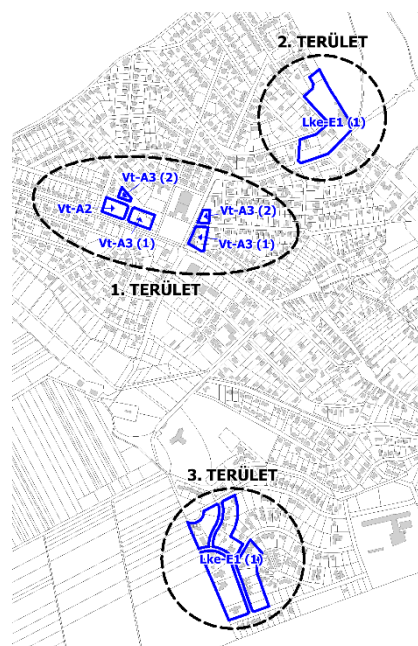 2. TERÜLET
Lke-E1 (1)
Vt-A3 (2)
Vt-A2
Vt-A3 (1)
Vt-A3 (2)
Vt-A3 (1)
1. TERÜLET
3. TERÜLET
Lke-E1 (1)